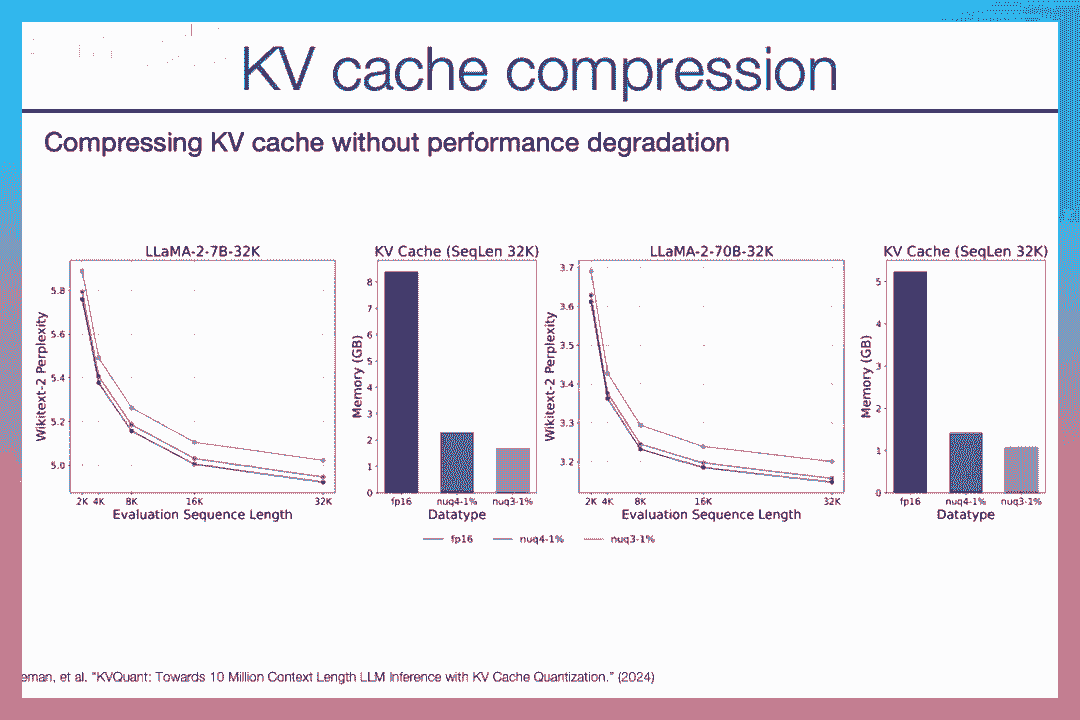 KV cache compression
Compressing KV cache without performance degradation
LLaMA-2-7B-32K
Wikitext-2 Perplexity
5.8
5.6
5.4
5.2
5.0
2K 4K 8K 16K 32K
Evaluation Sequence Length
KV Cache (SeqLen 32K)
Memory (GB)
8
7
6
5
4
3
2
1
0
fp16 nuq4-1% nuq3-1%
Datatype
LLaMA-2-70B-32K
Wikitext-2 Perplexity
3.7
3.6
3.5
3.4
3.3
3.2
2K 4K 8K 16K 32K
Evaluation Sequence Length
KV Cache (SeqLen 32K)
Memory (GB)
5
4
3
2
1
0
fp16 nuq4-1% nuq3-1%
Datatype
fp16 nuq4-1% nuq3-1%
eman, et al. "KVQuant: Towards 10 Million Context Length LLM Inference with KV Cache Quantization." (2024)